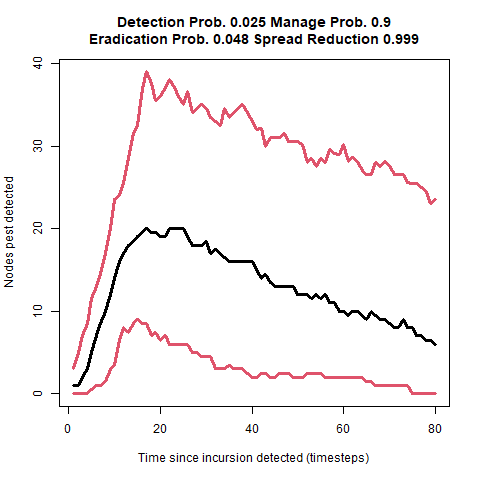 Detection Prob. 0.025 Manage Prob. 0.9
Eradication Prob. 0.048 Spread Reduction 0.999
40
30
20
10
0
Nodes pest detected
0 20 40 60 80
Time since incursion detected (timesteps)